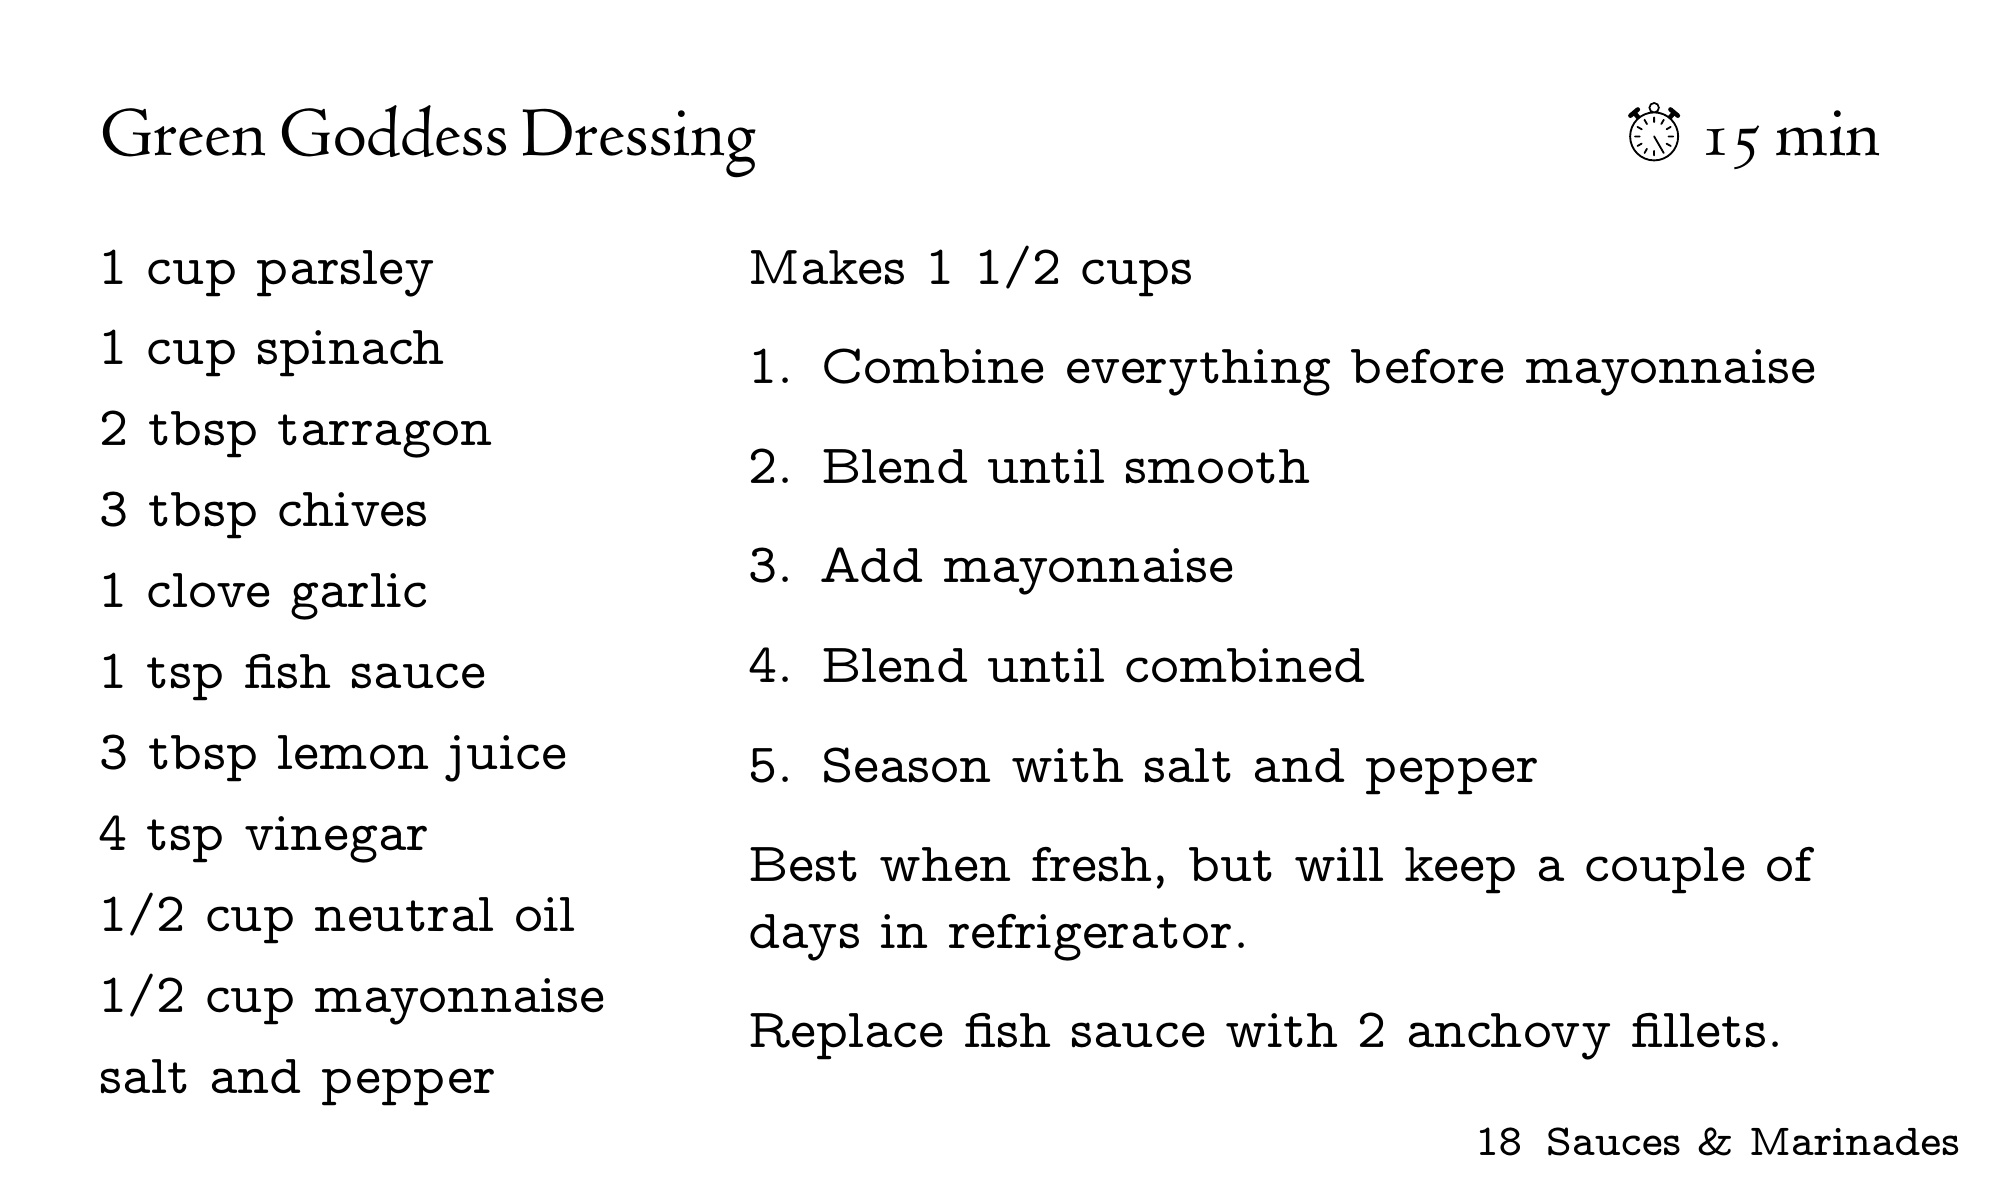 Green Goddess Dressing
15 min
1 cup parsley
1 cup spinach
2 tbsp tarragon
3 tbsp chives
1 clove garlic
1 tsp fish sauce
3 tbsp lemon juice
4 tsp vinegar
1/2 cup neutral oil
1/2 cup mayonnaise
salt and pepper
Makes 1 1/2 cups
1. Combine everything before mayonnaise
2. Blend until smooth
3. Add mayonnaise
4. Blend until combined
5. Season with salt and pepper
Best when fresh, but will keep a couple of
days in refrigerator.
Replace fish sauce with 2 anchovy fillets.
18 Sauces & Marinades